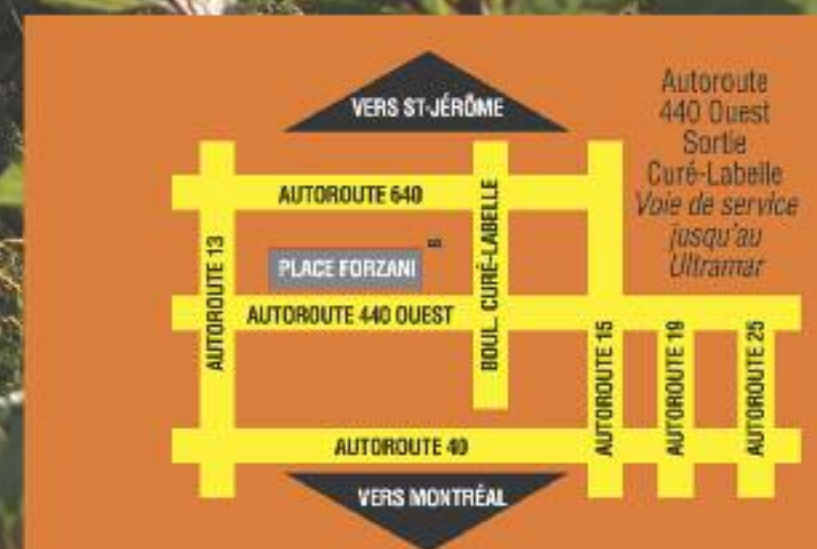 VERS ST-JÉRÔME
Autoroute
440 Ouest
Sortie
Curé-Labelle
Voie de service
jusqu'au
Ultramar
AUTOROUTE 640
AUTOROUTE 13
BOUL. CURÉ-LABELLE
PLACE FORZANI
AUTOROUTE 440 OUEST
AUTOROUTE 15
AUTOROUTE 19
AUTOROUTE 25
AUTOROUTE 40
VERS MONTRÉAL